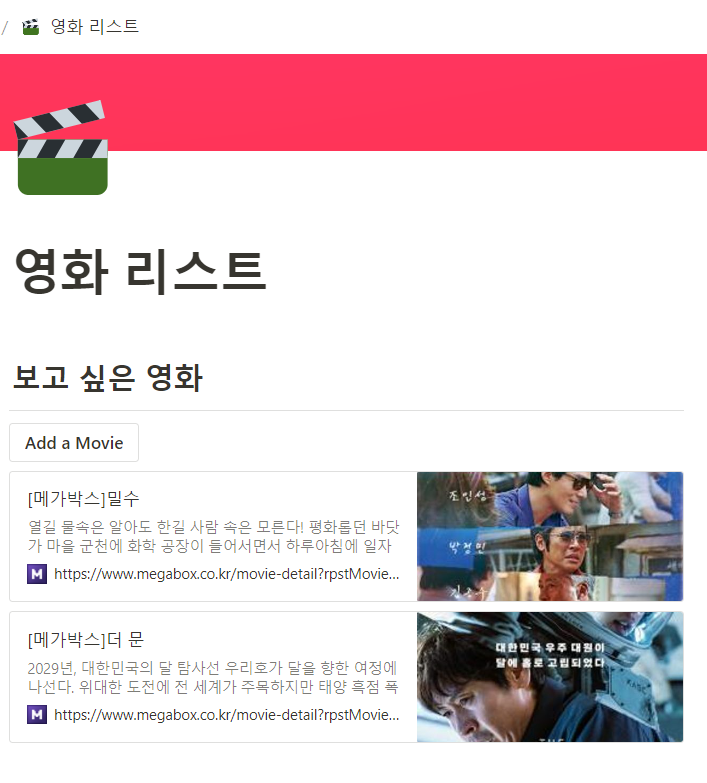 / 영화 리스트
영화 리스트
보고 싶은 영화
Add a Movie
[메가박스]밀수
열길 물속은 알아도 한길 사람 속은 모른다! 평화롭던 바닷
가 마을 군천에 화학 공장이 들어서면서 하루아침에 일자
M https://www.megabox.co.kr/movie-detail?rpstMovie...
조인성
박정민
김종수
[메가박스]더 문
2029년, 대한민국의 달 탐사선 우리호가 달을 향한 여정에
나선다. 위대한 도전에 전 세계가 주목하지만 태양 흑점 폭
M https://www.megabox.co.kr/movie-detail?rpstMovie...
대한민국 우주 대원이
달에 홀로 고립되었다
KASC
THE